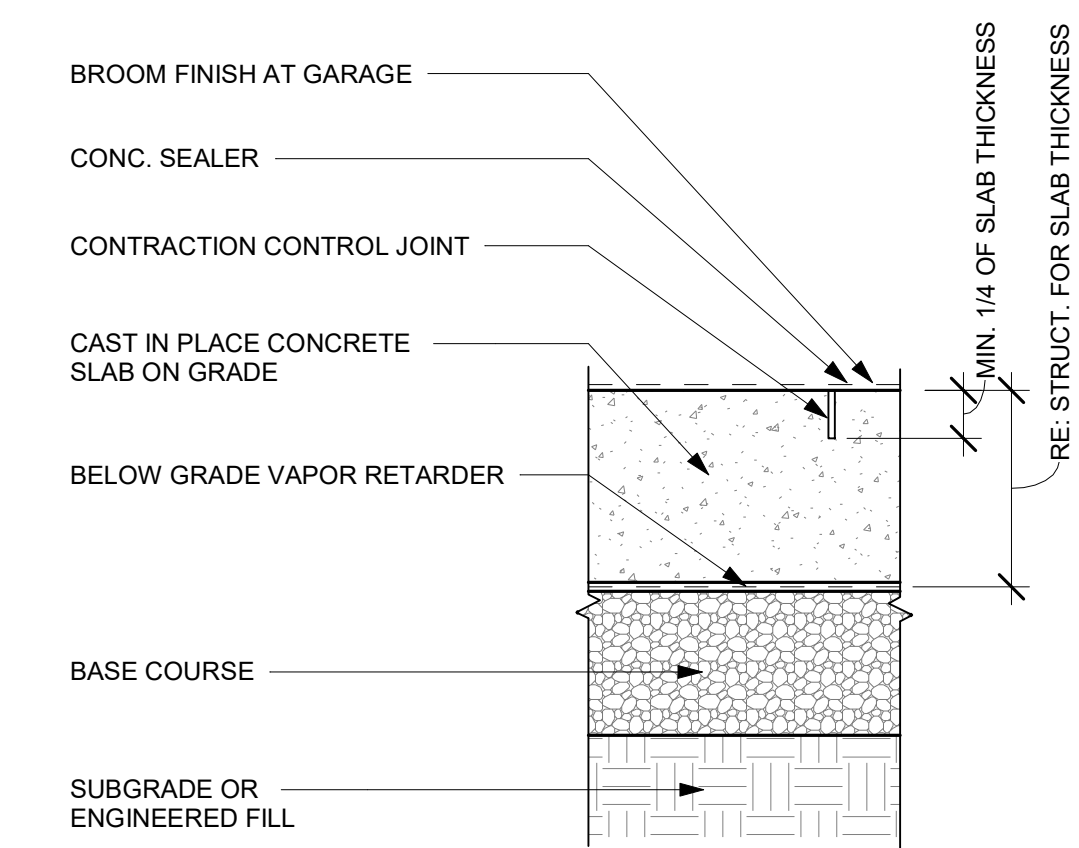 BROOM FINISH AT GARAGE
CONC. SEALER
CONTRACTION CONTROL JOINT
CAST IN PLACE CONCRETE
SLAB ON GRADE
BELOW GRADE VAPOR RETARDER
BASE COURSE
SUBGRADE OR
ENGINEERED FILL
MIN. 1/4 OF SLAB THICKNESS
RE: STRUCT. FOR SLAB THICKNESS